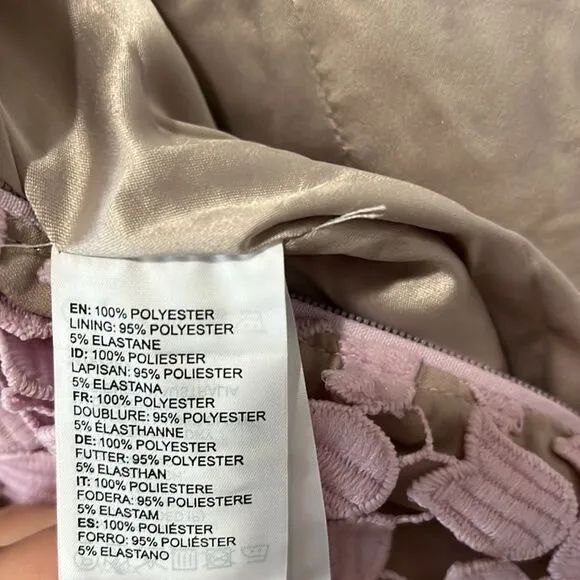 EN: 100% POLYESTER
LINING: 95% POLYESTER
5% ELASTANE
ID: 100% POLIESTER
LAPISAN: 95% POLIESTER
5% ELASTANA
FR: 100% POLYESTER
DOUBLURE: 95% POLYESTER
5% ÉLASTHANNE
DE: 100% POLYESTER
FUTTER: 95% POLYESTER
5% ELASTHAN
IT: 100% POLIESTERE
FODERA: 95% POLIESTERE
5% ELASTAM
ES: 100% POLIÉSTER
FORRO: 95% POLIÉSTER
5% ELASTANO